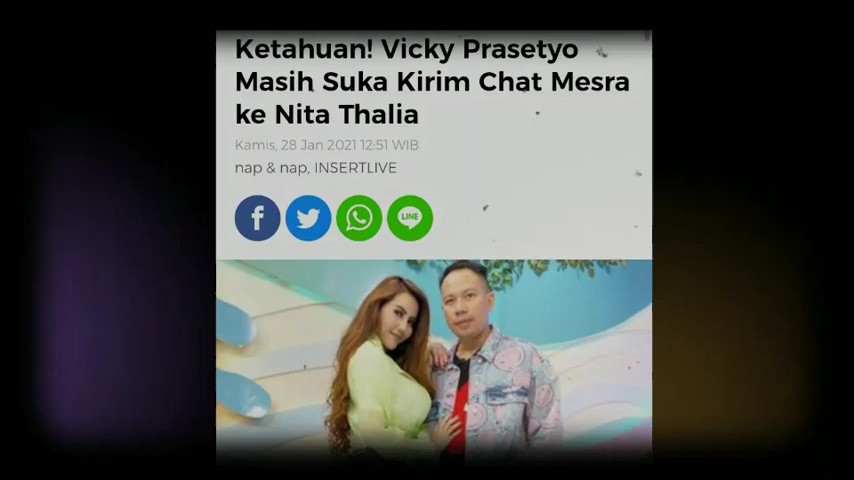 Ketahuan! Vicky Prasetyo
Masih Suka Kirim Chat Mesra
ke Nita Thalia
Kamis, 28 Jan 2021 12:51 WIB
nap & nap, INSERTLIVE
LINE